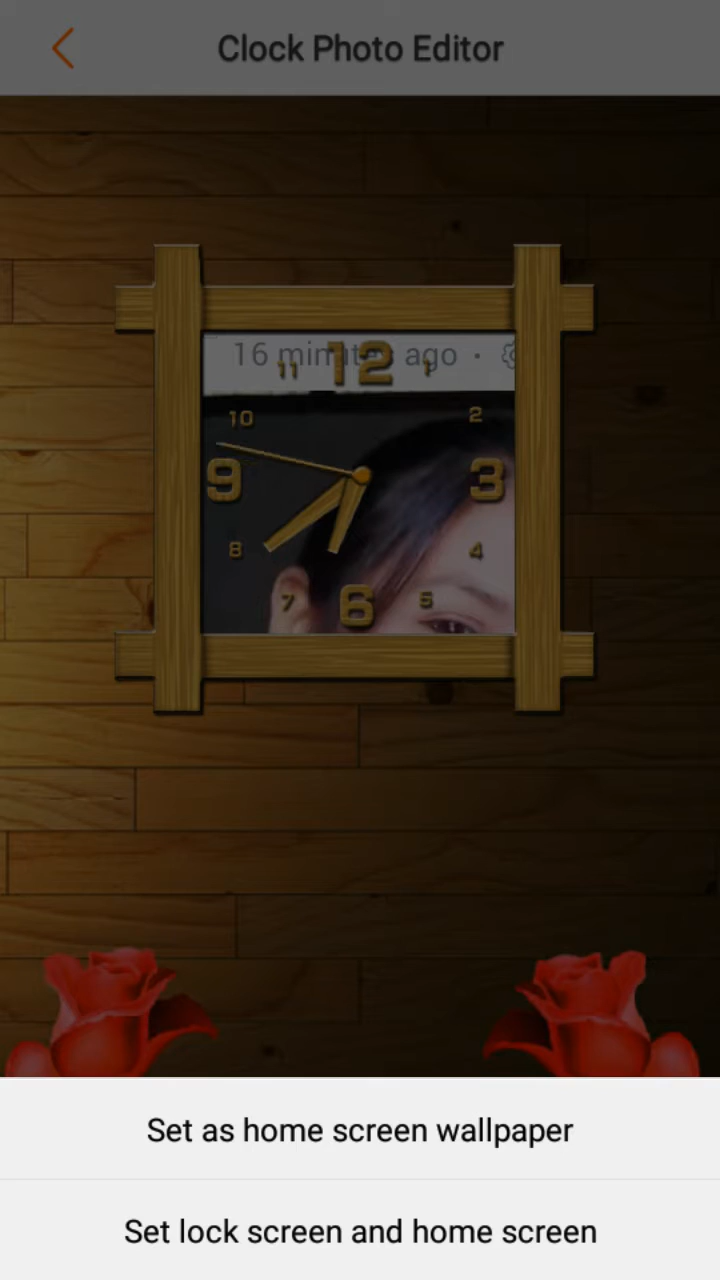 Clock Photo Editor
16 minutes ago ·
11 12 1
10 2
9 3
8 4
7 6 5
Set as home screen wallpaper
Set lock screen and home screen